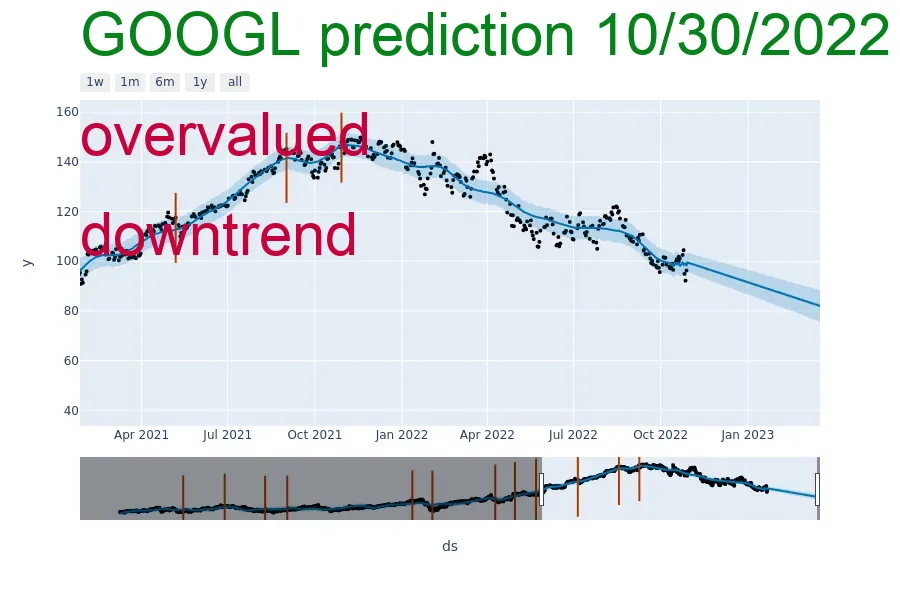 GOOGL prediction 10/30/2022
1w 1m 6m 1y all
160
overvalued
140
120
downtrend
100
y
80
60
40
Apr 2021 Jul 2021 Oct 2021 Jan 2022 Apr 2022 Jul 2022 Oct 2022 Jan 2023
ds